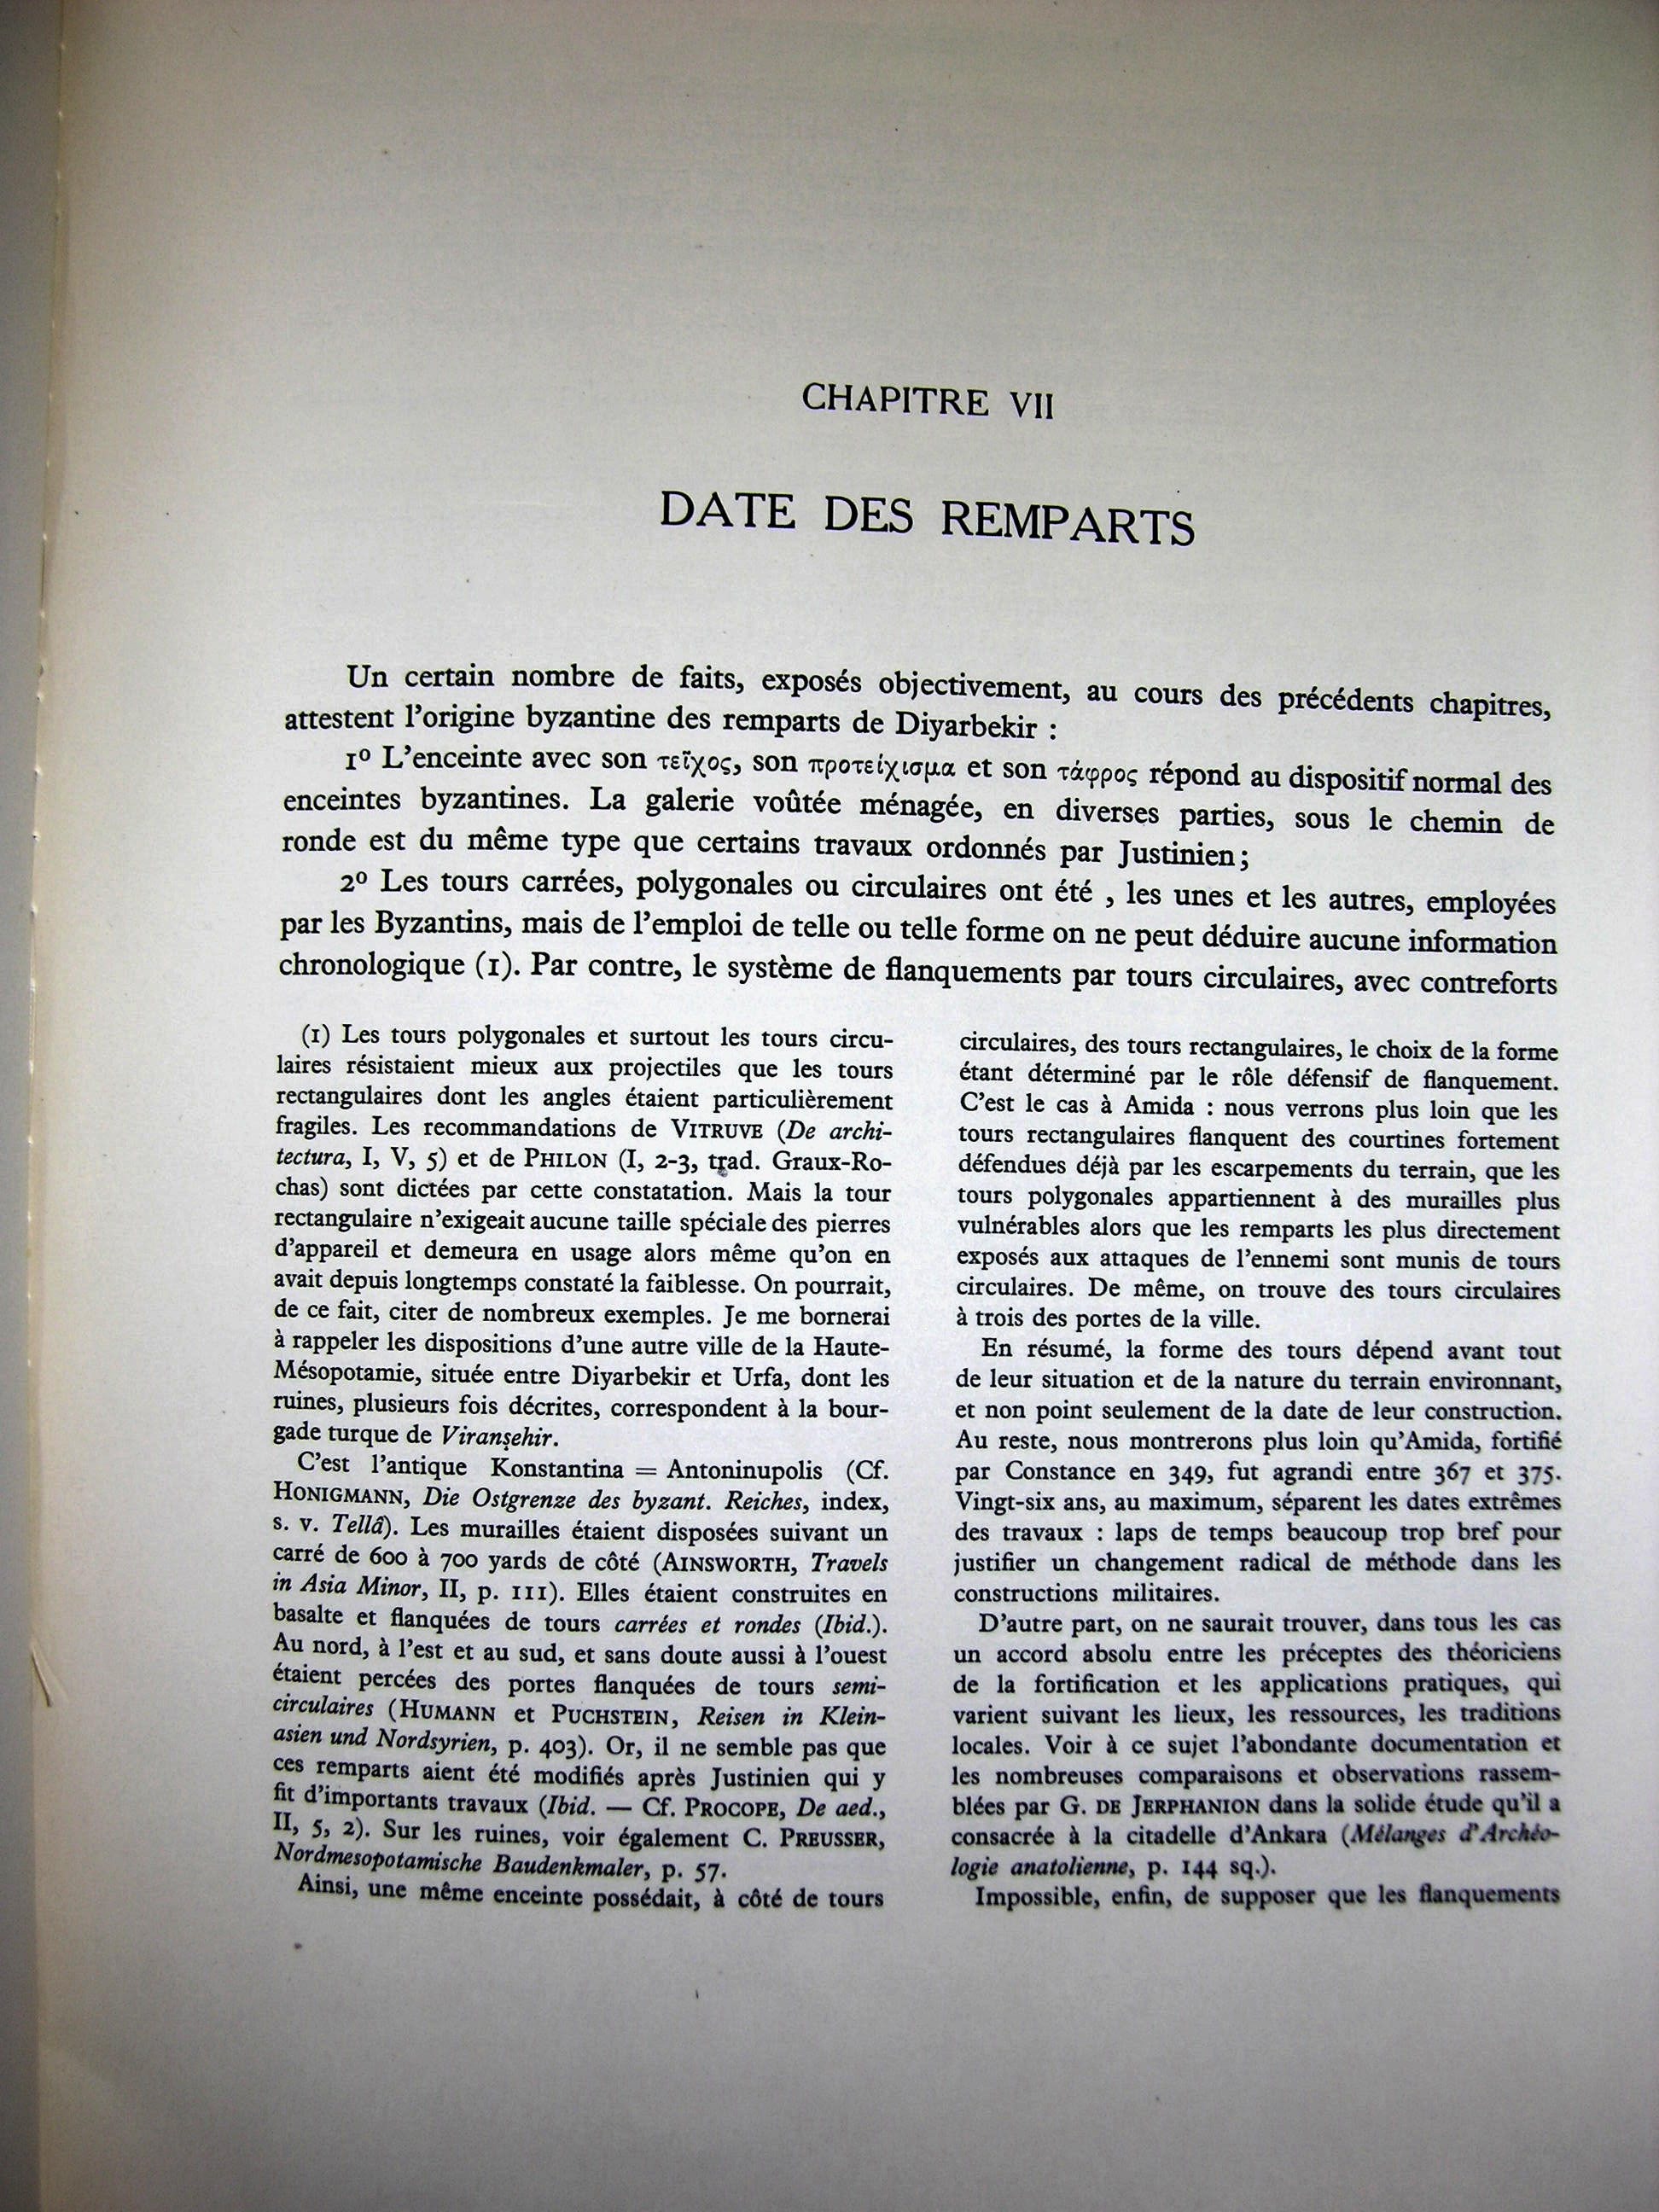 CHAPITRE VII
DATE DES REMPARTS
Un certain nombre de faits, exposés objectivement, au cours des précédents chapitres,
attestent l'origine byzantine des remparts de Diyarbekir :
1º L'enceinte avec son τεῖχος, son προτείχισμα et son τάφρος répond au dispositif normal des
enceintes byzantines. La galerie voûtée ménagée, en diverses parties, sous le chemin de
ronde est du même type que certains travaux ordonnés par Justinien;
2º Les tours carrées, polygonales ou circulaires ont été , les unes et les autres, employées
par les Byzantins, mais de l'emploi de telle ou telle forme on ne peut déduire aucune information
chronologique (1). Par contre, le système de flanquements par tours circulaires, avec contreforts
(1) Les tours polygonales et surtout les tours circu-
laires résistaient mieux aux projectiles que les tours
rectangulaires dont les angles étaient particulièrement
fragiles. Les recommandations de VITRUVE (De archi-
tectura, I, V, 5) et de PHILON (I, 2-3, trad. Graux-Ro-
chas) sont dictées par cette constatation. Mais la tour
rectangulaire n'exigeait aucune taille spéciale des pierres
d'appareil et demeura en usage alors même qu'on en
avait depuis longtemps constaté la faiblesse. On pourrait,
de ce fait, citer de nombreux exemples. Je me bornerai
à rappeler les dispositions d'une autre ville de la Haute-
Mésopotamie, située entre Diyarbekir et Urfa, dont les
ruines, plusieurs fois décrites, correspondent à la bour-
gade turque de Viranşehir.
C'est l'antique Konstantina = Antoninupolis (Cf.
HONIGMANN, Die Ostgrenze des byzant. Reiches, index,
s. v. Tellâ). Les murailles étaient disposées suivant un
carré de 600 à 700 yards de côté (AINSWORTH, Travels
in Asia Minor, II, p. 111). Elles étaient construites en
basalte et flanquées de tours carrées et rondes (Ibid.).
Au nord, à l'est et au sud, et sans doute aussi à l'ouest
étaient percées des portes flanquées de tours semi-
circulaires (HUMANN et PUCHSTEIN, Reisen in Klein-
asien und Nordsyrien, p. 403). Or, il ne semble pas que
ces remparts aient été modifiés après Justinien qui y
fit d'importants travaux (Ibid. — Cf. PROCOPE, De aed.,
II, 5, 2). Sur les ruines, voir également C. PREUSSER,
Nordmesopotamische Baudenkmaler, p. 57.
Ainsi, une même enceinte possédait, à côté de tours
circulaires, des tours rectangulaires, le choix de la forme
étant déterminé par le rôle défensif de flanquement.
C'est le cas à Amida : nous verrons plus loin que les
tours rectangulaires flanquent des courtines fortement
défendues déjà par les escarpements du terrain, que les
tours polygonales appartiennent à des murailles plus
vulnérables alors que les remparts les plus directement
exposés aux attaques de l'ennemi sont munis de tours
circulaires. De même, on trouve des tours circulaires
à trois des portes de la ville.
En résumé, la forme des tours dépend avant tout
de leur situation et de la nature du terrain environnant,
et non point seulement de la date de leur construction.
Au reste, nous montrerons plus loin qu'Amida, fortifié
par Constance en 349, fut agrandi entre 367 et 375.
Vingt-six ans, au maximum, séparent les dates extrêmes
des travaux : laps de temps beaucoup trop bref pour
justifier un changement radical de méthode dans les
constructions militaires.
D'autre part, on ne saurait trouver, dans tous les cas
un accord absolu entre les préceptes des théoriciens
de la fortification et les applications pratiques, qui
varient suivant les lieux, les ressources, les traditions
locales. Voir à ce sujet l'abondante documentation et
les nombreuses comparaisons et observations rassem-
blées par G. DE JERPHANION dans la solide étude qu'il a
consacrée à la citadelle d'Ankara (Mélanges d'Archéo-
logie anatolienne, p. 144 sq.).
Impossible, enfin, de supposer que les flanquements